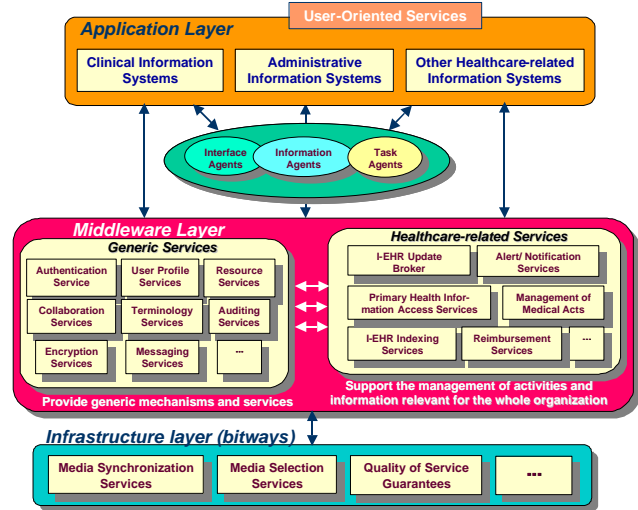 User-Oriented Services
Application Layer
Clinical Information
Systems
Administrative
Information Systems
Other Healthcare-related
Information Systems
Interface
Agents
Information
Agents
Task
Agents
Middleware Layer
Generic Services
Authentication
Service
User Profile
Services
Resource
Services
Collaboration
Services
Terminology
Services
Auditing
Services
Encryption
Services
Messaging
Services
...
Provide generic mechanisms and services
Healthcare-related Services
I-EHR Update
Broker
Alert/ Notification
Services
Primary Health Infor-
mation Access Services
Management of
Medical Acts
I-EHR Indexing
Services
Reimbursement
Services
...
Support the management of activities and
information relevant for the whole organization
Infrastructure layer (bitways)
Media Synchronization
Services
Media Selection
Services
Quality of Service
Guarantees
...